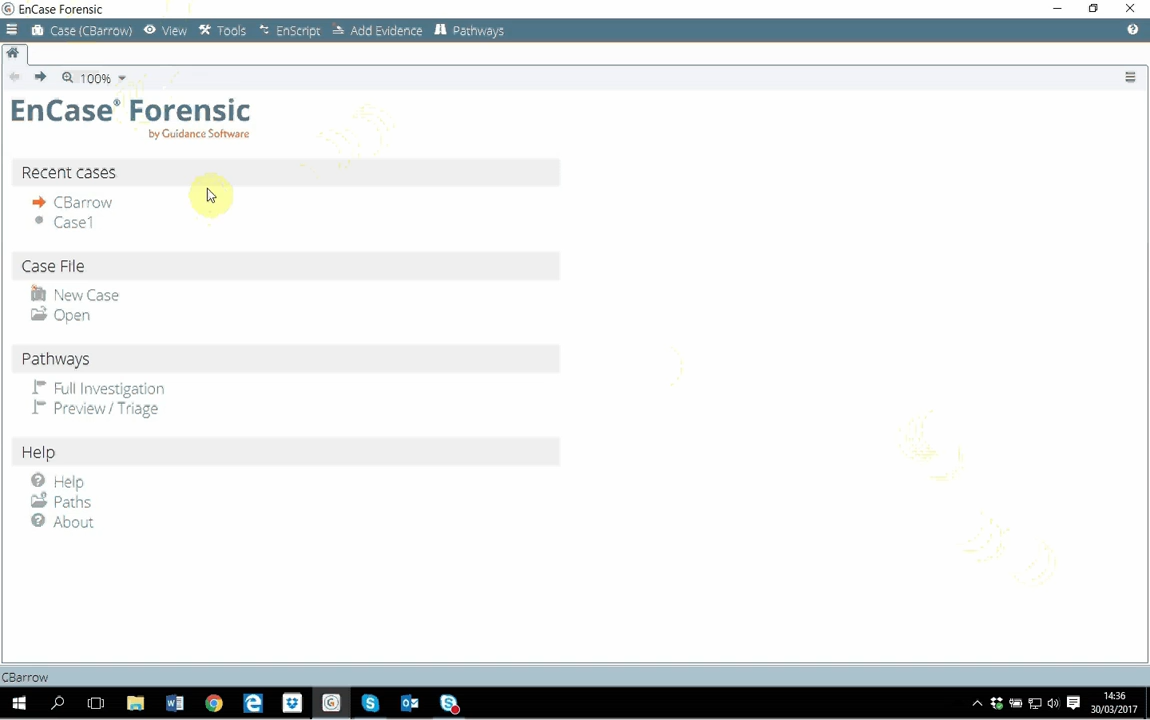 EnCase Forensic
Case (CBarrow) View Tools EnScript Add Evidence Pathways
100%
EnCase® Forensic
by Guidance Software
Recent cases
CBarrow
Case1
Case File
New Case
Open
Pathways
Full Investigation
Preview / Triage
Help
Help
Paths
About
CBarrow
14:36
30/03/2017